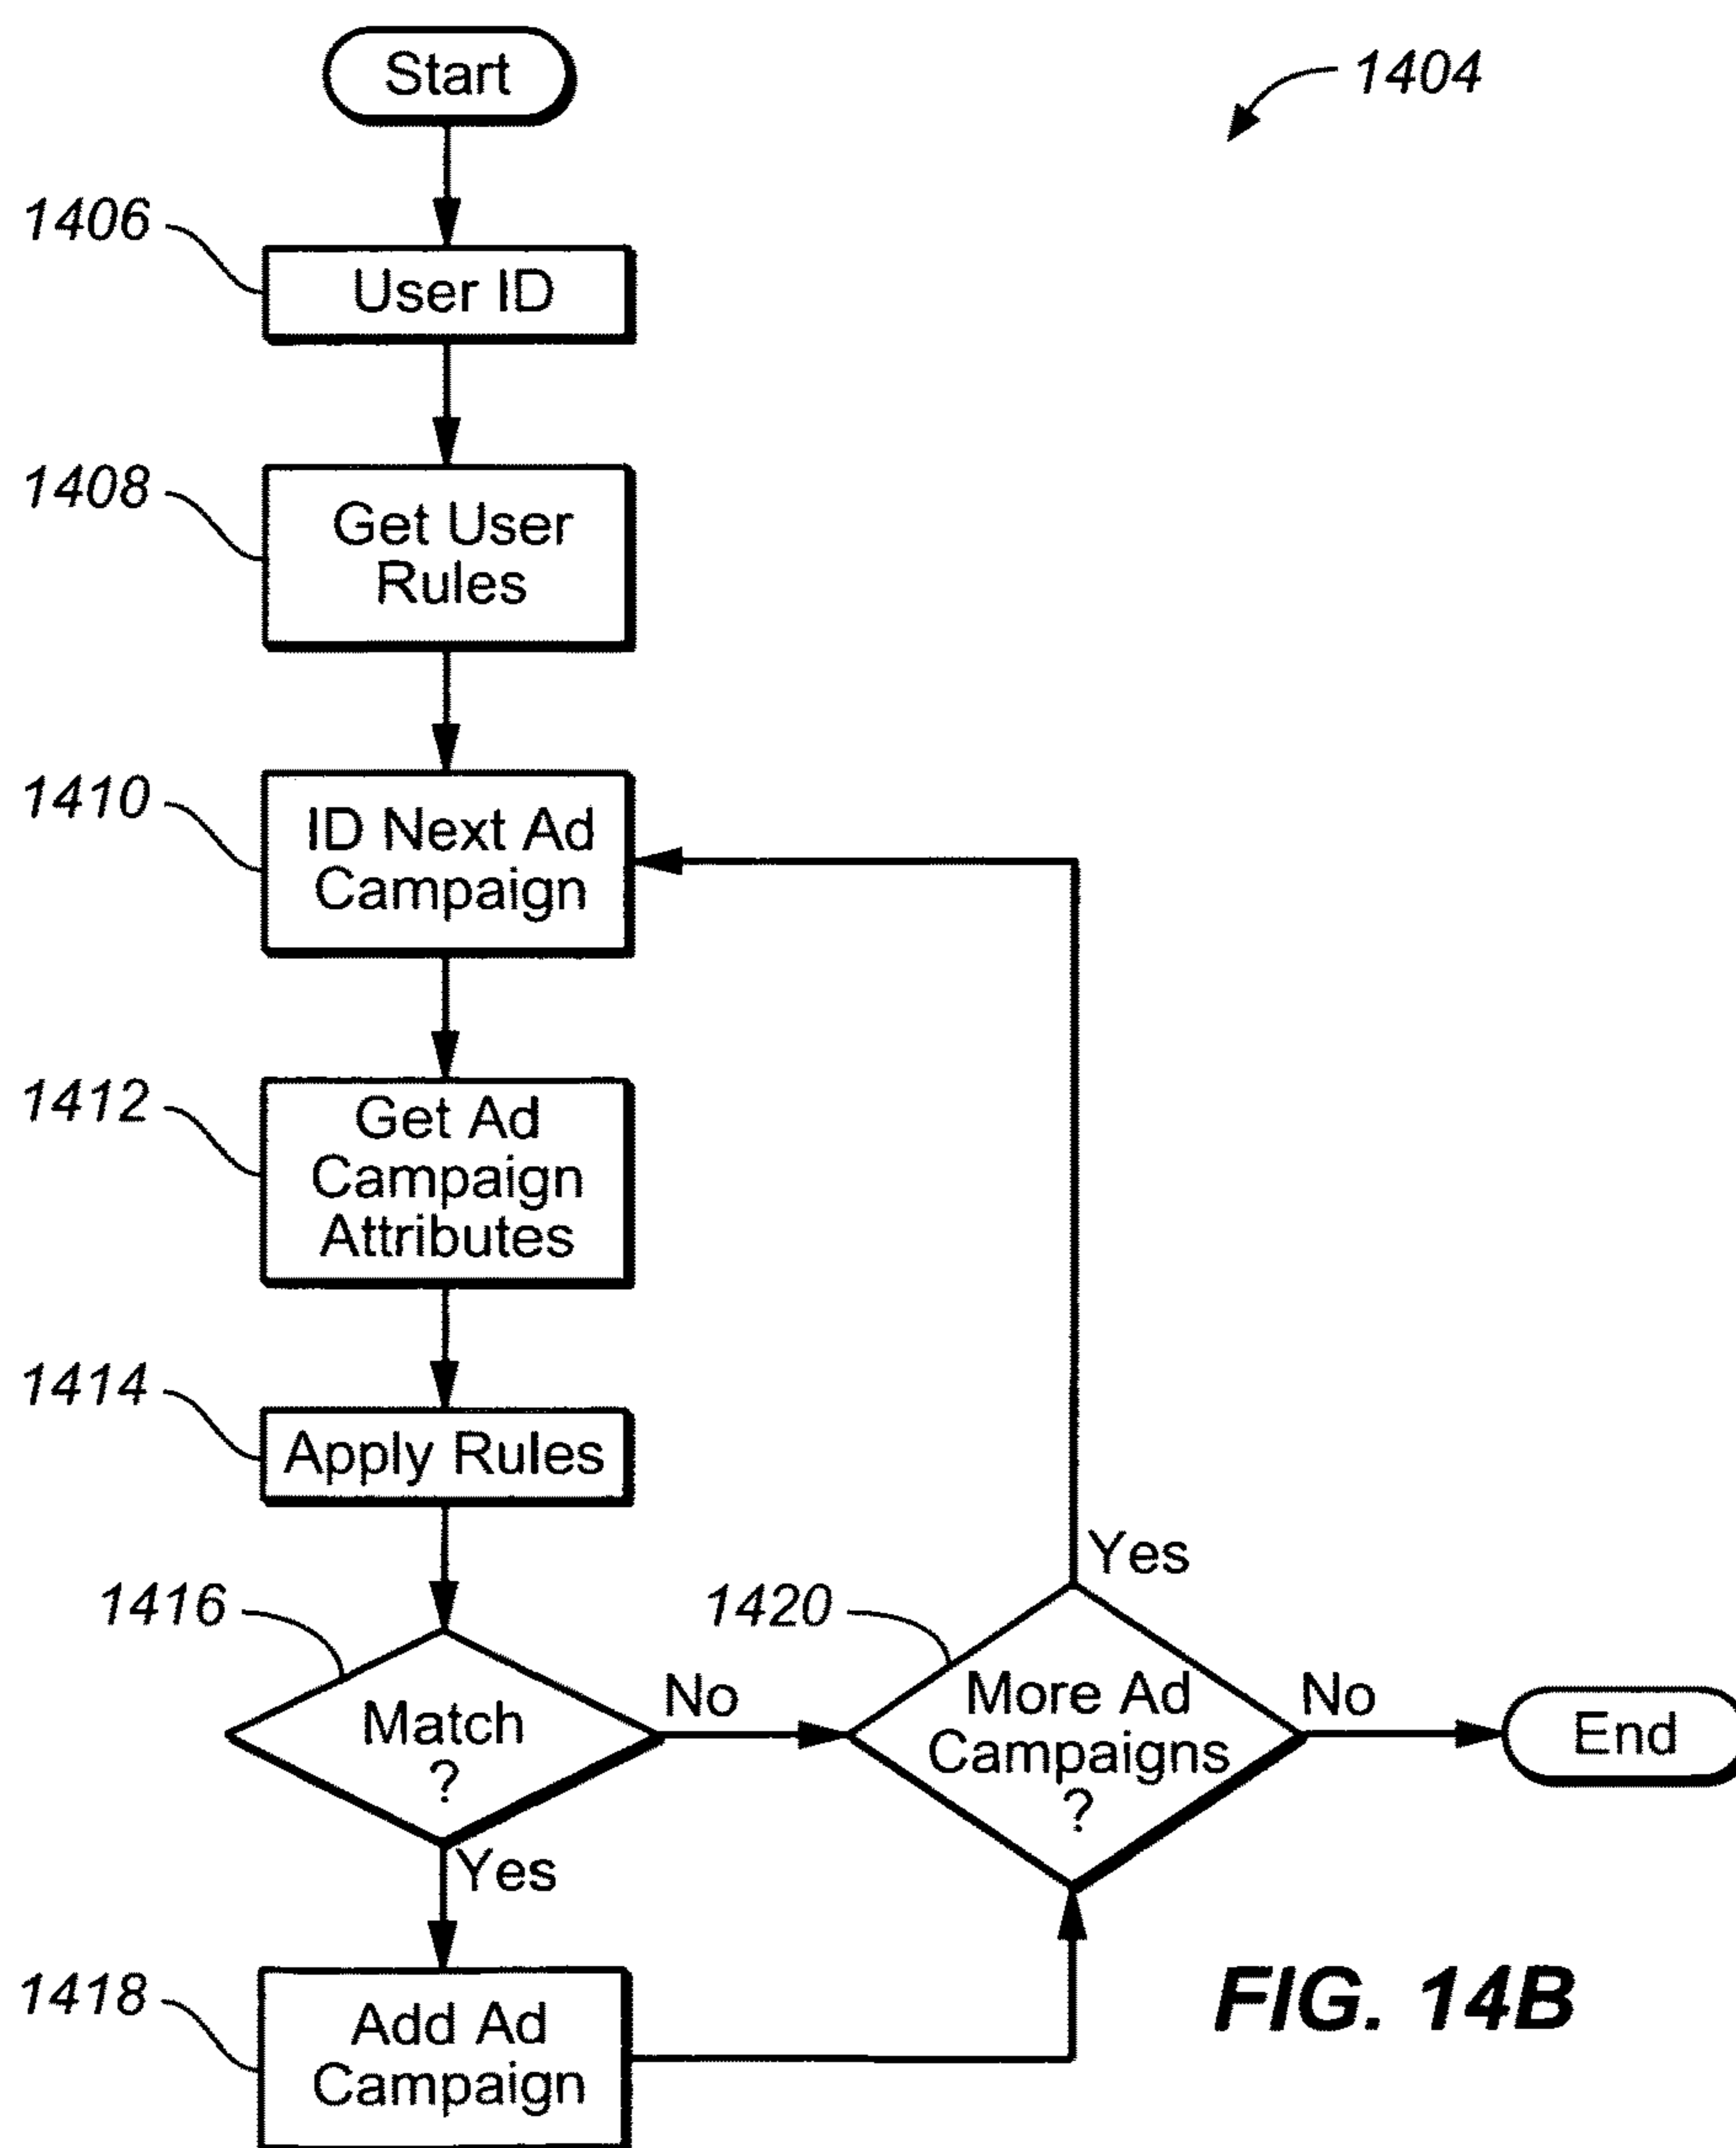 Start
1404
1406
User ID
1408
Get User
Rules
1410
ID Next Ad
Campaign
1412
Get Ad
Campaign
Attributes
1414
Apply Rules
Yes
1416
1420
Match
?
No
More Ad
Campaigns
?
No
End
Yes
1418
Add Ad
Campaign
FIG. 14B